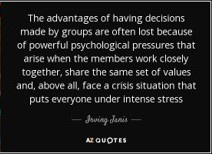 The advantages of having decisions
made by groups are often lost because
of powerful psychological pressures that
arise when the members work closely
together, share the same set of values
and, above all, face a crisis situation that
puts everyone under intense stress
Irving Janis
AZ QUOTES